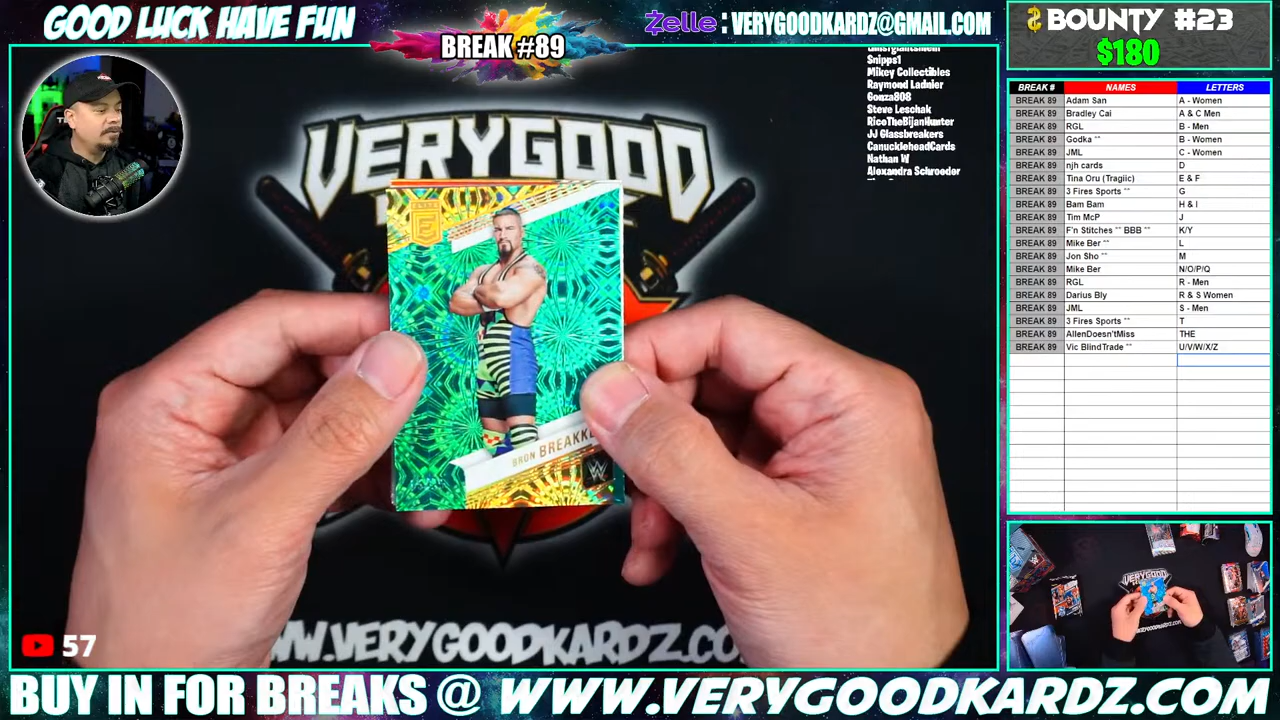 GOOD LUCK HAVE FUN
BREAK #89
Zelle : VERYGOODKARDZ@GMAIL.COM
$ BOUNTY #23
$180
Snipps1
Mikey Collectibles
Raymond Ladnier
Gonza808
Steve Leschak
RicoTheBijanHunter
JJ Glassbreakers
CanuckleheadCards
Nathan W
Alexandra Schroeder
VERYGOOD
ELITE
E
BRON BREAKK
W
WWW.VERYGOODKARDZ.CO
57
BREAK # NAMES LETTERS
BREAK 89 Adam San A - Women
BREAK 89 Bradley Cai A & C Men
BREAK 89 RGL B - Men
BREAK 89 Godka ** B - Women
BREAK 89 JML C - Women
BREAK 89 njh cards D
BREAK 89 Tina Oru (Tragiic) E & F
BREAK 89 3 Fires Sports ** G
BREAK 89 Bam Bam H & I
BREAK 89 Tim McP J
BREAK 89 F'n Stitches ** BBB ** K/Y
BREAK 89 Mike Ber ** L
BREAK 89 Jon Sho ** M
BREAK 89 Mike Ber N/O/P/Q
BREAK 89 RGL R - Men
BREAK 89 Darius Bly R & S Women
BREAK 89 JML S - Men
BREAK 89 3 Fires Sports ** T
BREAK 89 AllenDoesn'tMiss THE
BREAK 89 Vic BlindTrade ** U/V/W/X/Z
VERYGOOD
BUY IN FOR BREAKS @ WWW.VERYGOODKARDZ.COM